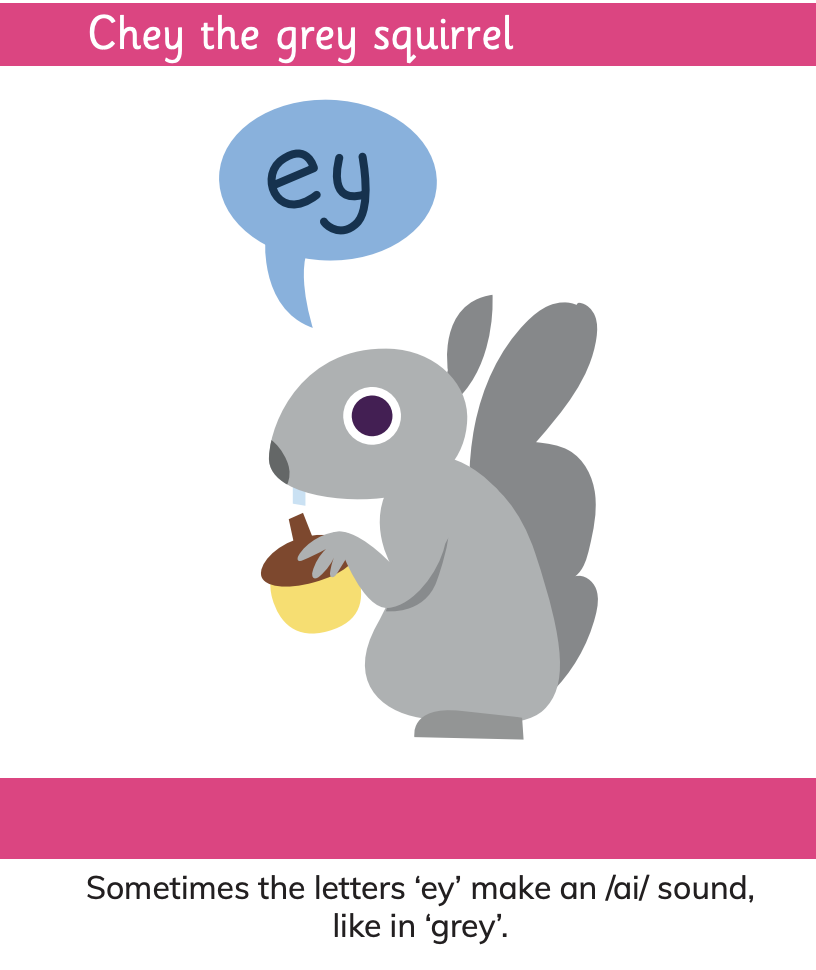 Chey the grey squirrel
ey
Sometimes the letters ‘ey’ make an /ai/ sound,
like in ‘grey’.